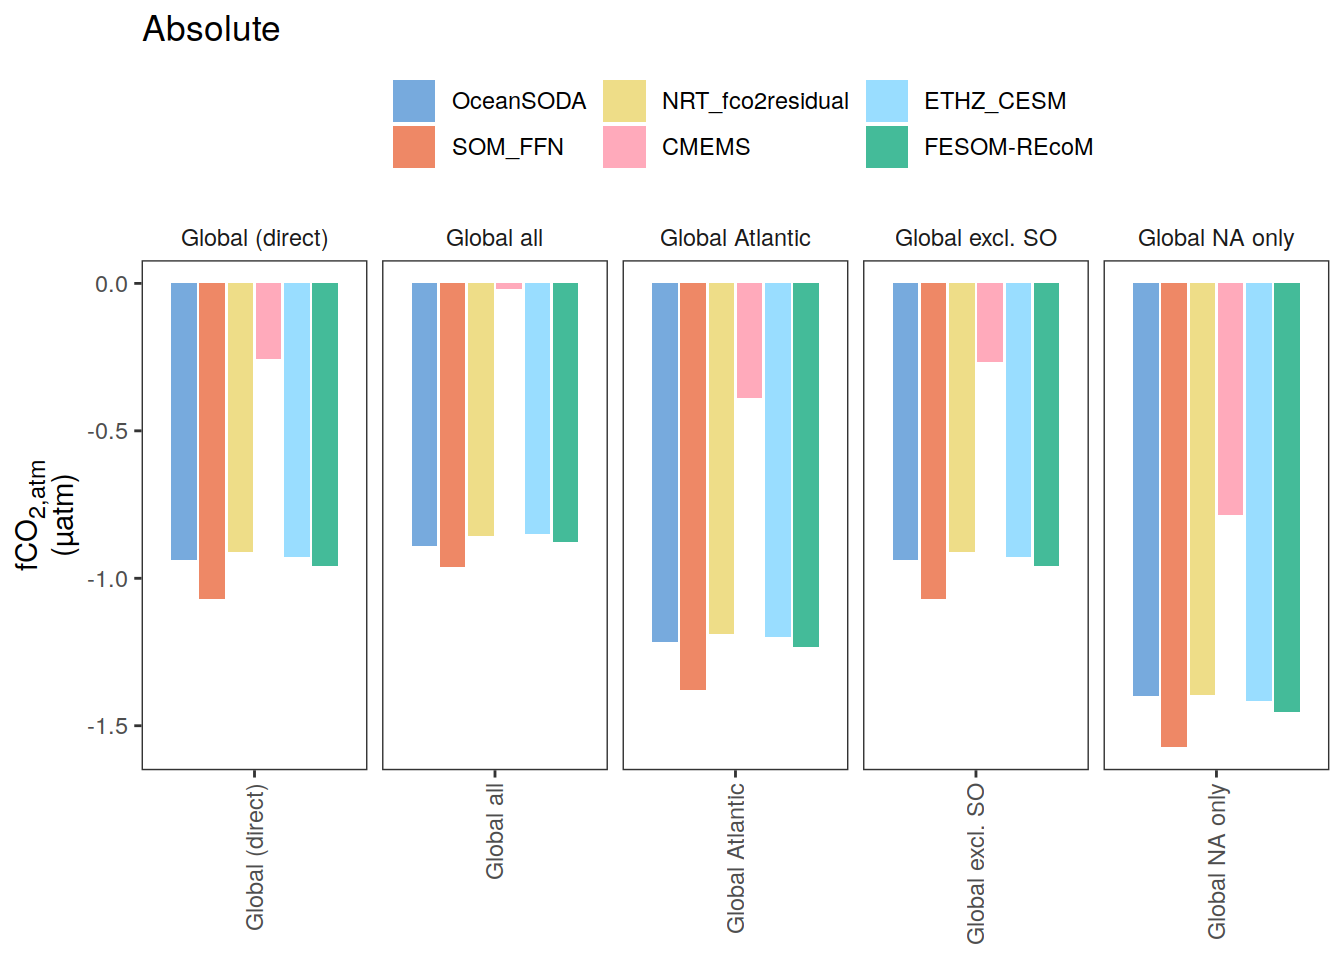 Absolute
OceanSODA NRT_fco2residual ETHZ_CESM
SOM_FFN CMEMS FESOM-REcoM
Global (direct) Global all Global Atlantic Global excl. SO Global NA only
0.0
-0.5
-1.0
-1.5
fCO₂,atm
(µatm)
Global (direct)
Global all
Global Atlantic
Global excl. SO
Global NA only